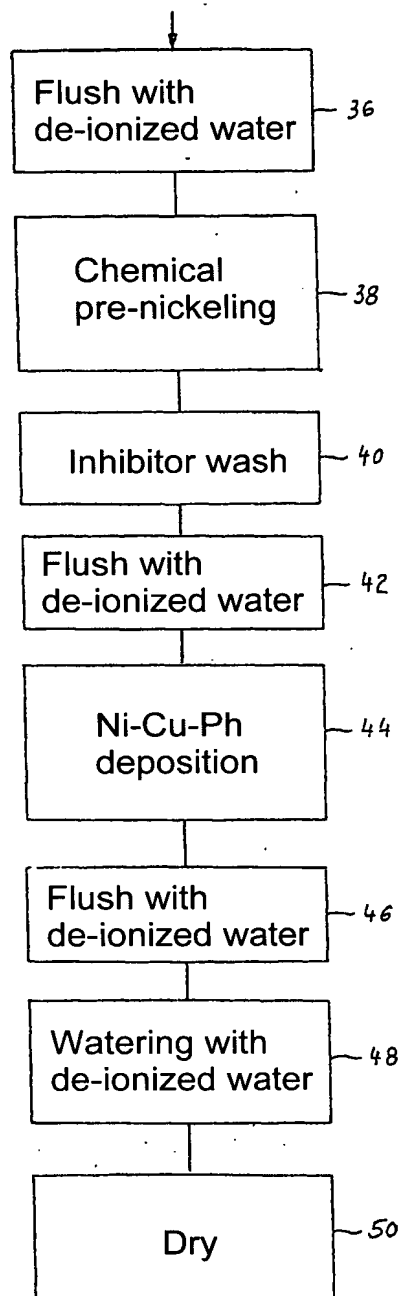 Flush with
de-ionized water
36
Chemical
pre-nickeling
38
Inhibitor wash
40
Flush with
de-ionized water
42
Ni-Cu-Ph
deposition
44
Flush with
de-ionized water
46
Watering with
de-ionized water
48
Dry
50